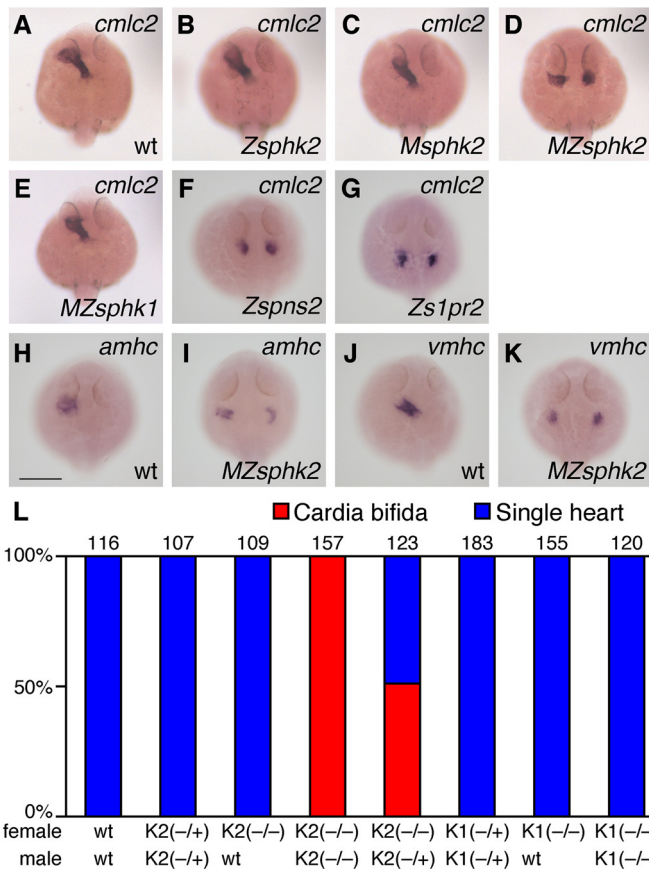 A cmlc2 B cmlc2 C cmlc2 D cmlc2
wt Zsphk2 Msphk2 MZsphk2
E cmlc2 F cmlc2 G cmlc2
MZsphk1 Zspns2 Zs1pr2
H amhc I amhc J vmhc K vmhc
wt MZsphk2 wt MZsphk2
L
Cardia bifida Single heart
116 107 109 157 123 183 155 120
100%
50%
0%
female wt K2(–/+) K2(–/–) K2(–/–) K2(–/–) K1(–/+) K1(–/–) K1(–/–
male wt K2(–/+) wt K2(–/–) K2(–/+) K1(–/+) wt K1(–/–